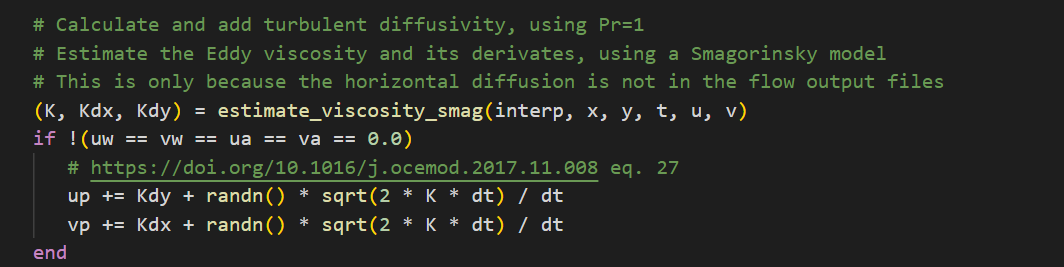 # Calculate and add turbulent diffusivity, using Pr=1
# Estimate the Eddy viscosity and its derivates, using a Smagorinsky model
# This is only because the horizontal diffusion is not in the flow output files
(K, Kdx, Kdy) = estimate_viscosity_smag(interp, x, y, t, u, v)
if !(uw == vw == ua == va == 0.0)
    # https://doi.org/10.1016/j.ocemod.2017.11.008 eq. 27
    up += Kdy + randn() * sqrt(2 * K * dt) / dt
    vp += Kdx + randn() * sqrt(2 * K * dt) / dt
end